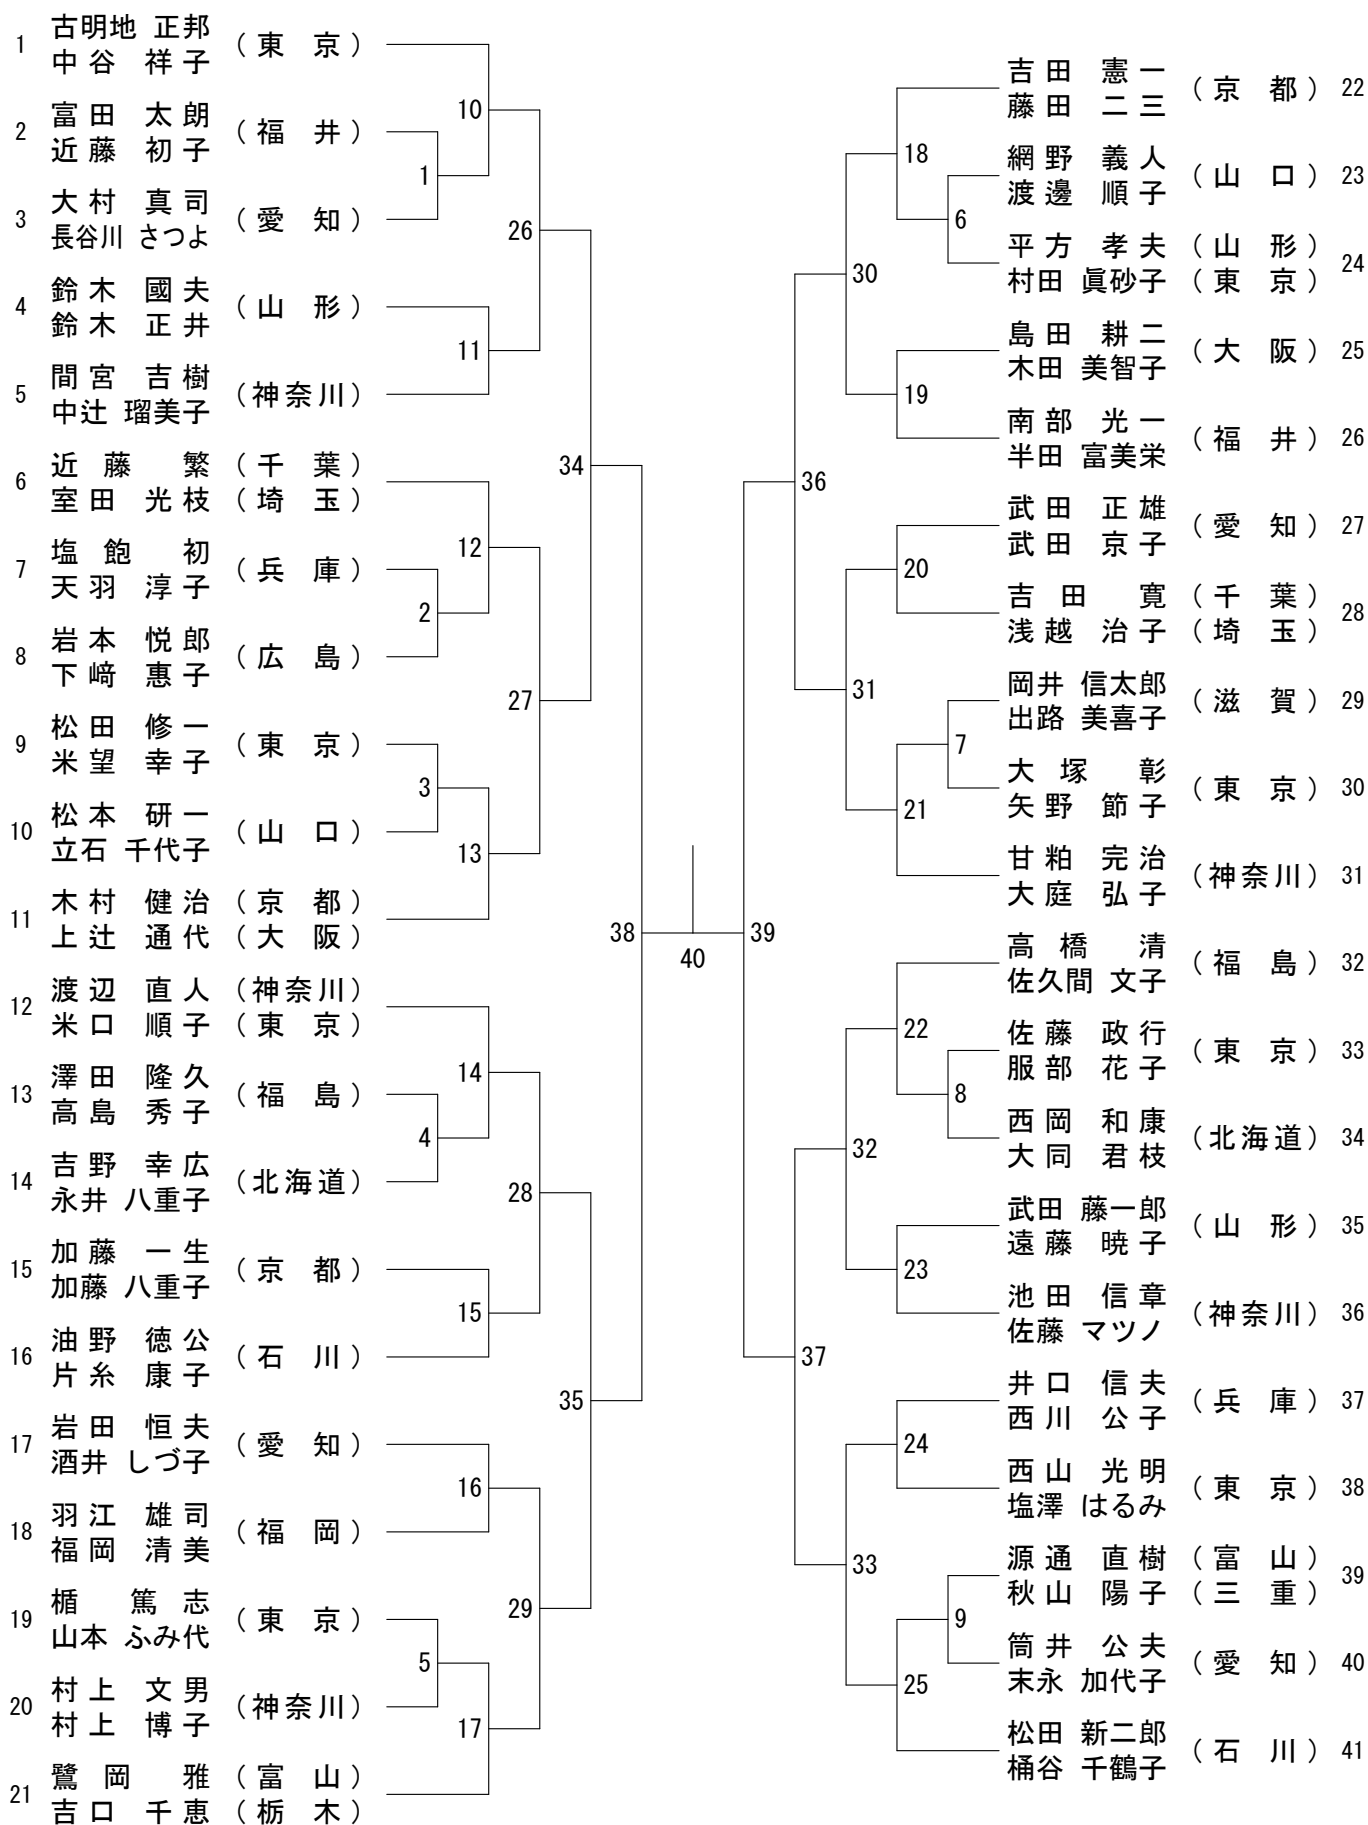 1 古明地 正邦 (東 京)
中谷 祥子
2 富田 太朗 (福 井)
近藤 初子
3 大村 真司 (愛 知)
長谷川 さつよ
4 鈴木 國夫 (山 形)
鈴木 正井
5 間宮 吉樹 (神奈川)
中辻 瑠美子
6 近藤 繁 (千 葉)
室田 光枝 (埼 玉)
7 塩飽 初 (兵 庫)
天羽 淳子
8 岩本 悦郎 (広 島)
下﨑 惠子
9 松田 修一 (東 京)
米望 幸子
10 松本 研一 (山 口)
立石 千代子
11 木村 健治 (京 都)
上辻 通代 (大 阪)
12 渡辺 直人 (神奈川)
米口 順子 (東 京)
13 澤田 隆久 (福 島)
高島 秀子
14 吉野 幸広 (北海道)
永井 八重子
15 加藤 一生 (京 都)
加藤 八重子
16 油野 徳公 (石 川)
片糸 康子
17 岩田 恒夫 (愛 知)
酒井 しづ子
18 羽江 雄司 (福 岡)
福岡 清美
19 楯 篤志 (東 京)
山本 ふみ代
20 村上 文男 (神奈川)
村上 博子
21 鷺岡 雅 (富 山)
吉口 千恵 (栃 木)
1
2
3
4
5
10
11
12
13
14
15
16
17
26
27
28
29
34
35
38
40
39
36
37
30
31
32
33
18
19
20
21
22
23
24
25
6
7
8
9
吉田 憲一 (京 都) 22
藤田 二三
網野 義人 (山 口) 23
渡邊 順子
平方 孝夫 (山 形) 24
村田 眞砂子 (東 京)
島田 耕二 (大 阪) 25
木田 美智子
南部 光一 (福 井) 26
半田 富美栄
武田 正雄 (愛 知) 27
武田 京子
吉田 寛 (千 葉) 28
浅越 治子 (埼 玉)
岡井 信太郎 (滋 賀) 29
出路 美喜子
大塚 彰 (東 京) 30
矢野 節子
甘粕 完治 (神奈川) 31
大庭 弘子
高橋 清 (福 島) 32
佐久間 文子
佐藤 政行 (東 京) 33
服部 花子
西岡 和康 (北海道) 34
大同 君枝
武田 藤一郎 (山 形) 35
遠藤 暁子
池田 信章 (神奈川) 36
佐藤 マツノ
井口 信夫 (兵 庫) 37
西川 公子
西山 光明 (東 京) 38
塩澤 はるみ
源通 直樹 (富 山) 39
秋山 陽子 (三 重)
筒井 公夫 (愛 知) 40
末永 加代子
松田 新二郎 (石 川) 41
桶谷 千鶴子